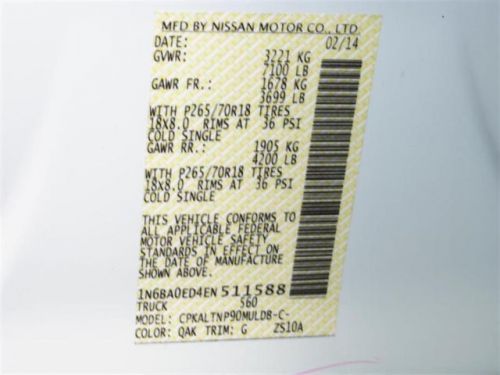 MFD BY NISSAN MOTOR CO., LTD
DATE: 02/14
GVWR: 3221 KG
7100 LB
GAWR FR.: 1678 KG
3699 LB
WITH P265/70R18 TIRES
18X8.0 RIMS AT 36 PSI
COLD SINGLE
GAWR RR.: 1905 KG
4200 LB
WITH P265/70R18 TIRES
18X8.0 RIMS AT 36 PSI
COLD SINGLE
THIS VEHICLE CONFORMS TO
ALL APPLICABLE FEDERAL
MOTOR VEHICLE SAFETY
STANDARDS IN EFFECT ON
THE DATE OF MANUFACTURE
SHOWN ABOVE.
1N6BA0ED4EN511588
TRUCK 560
MODEL: CPKALTNP90MULDB-C-
COLOR: QAK TRIM: G ZS10A